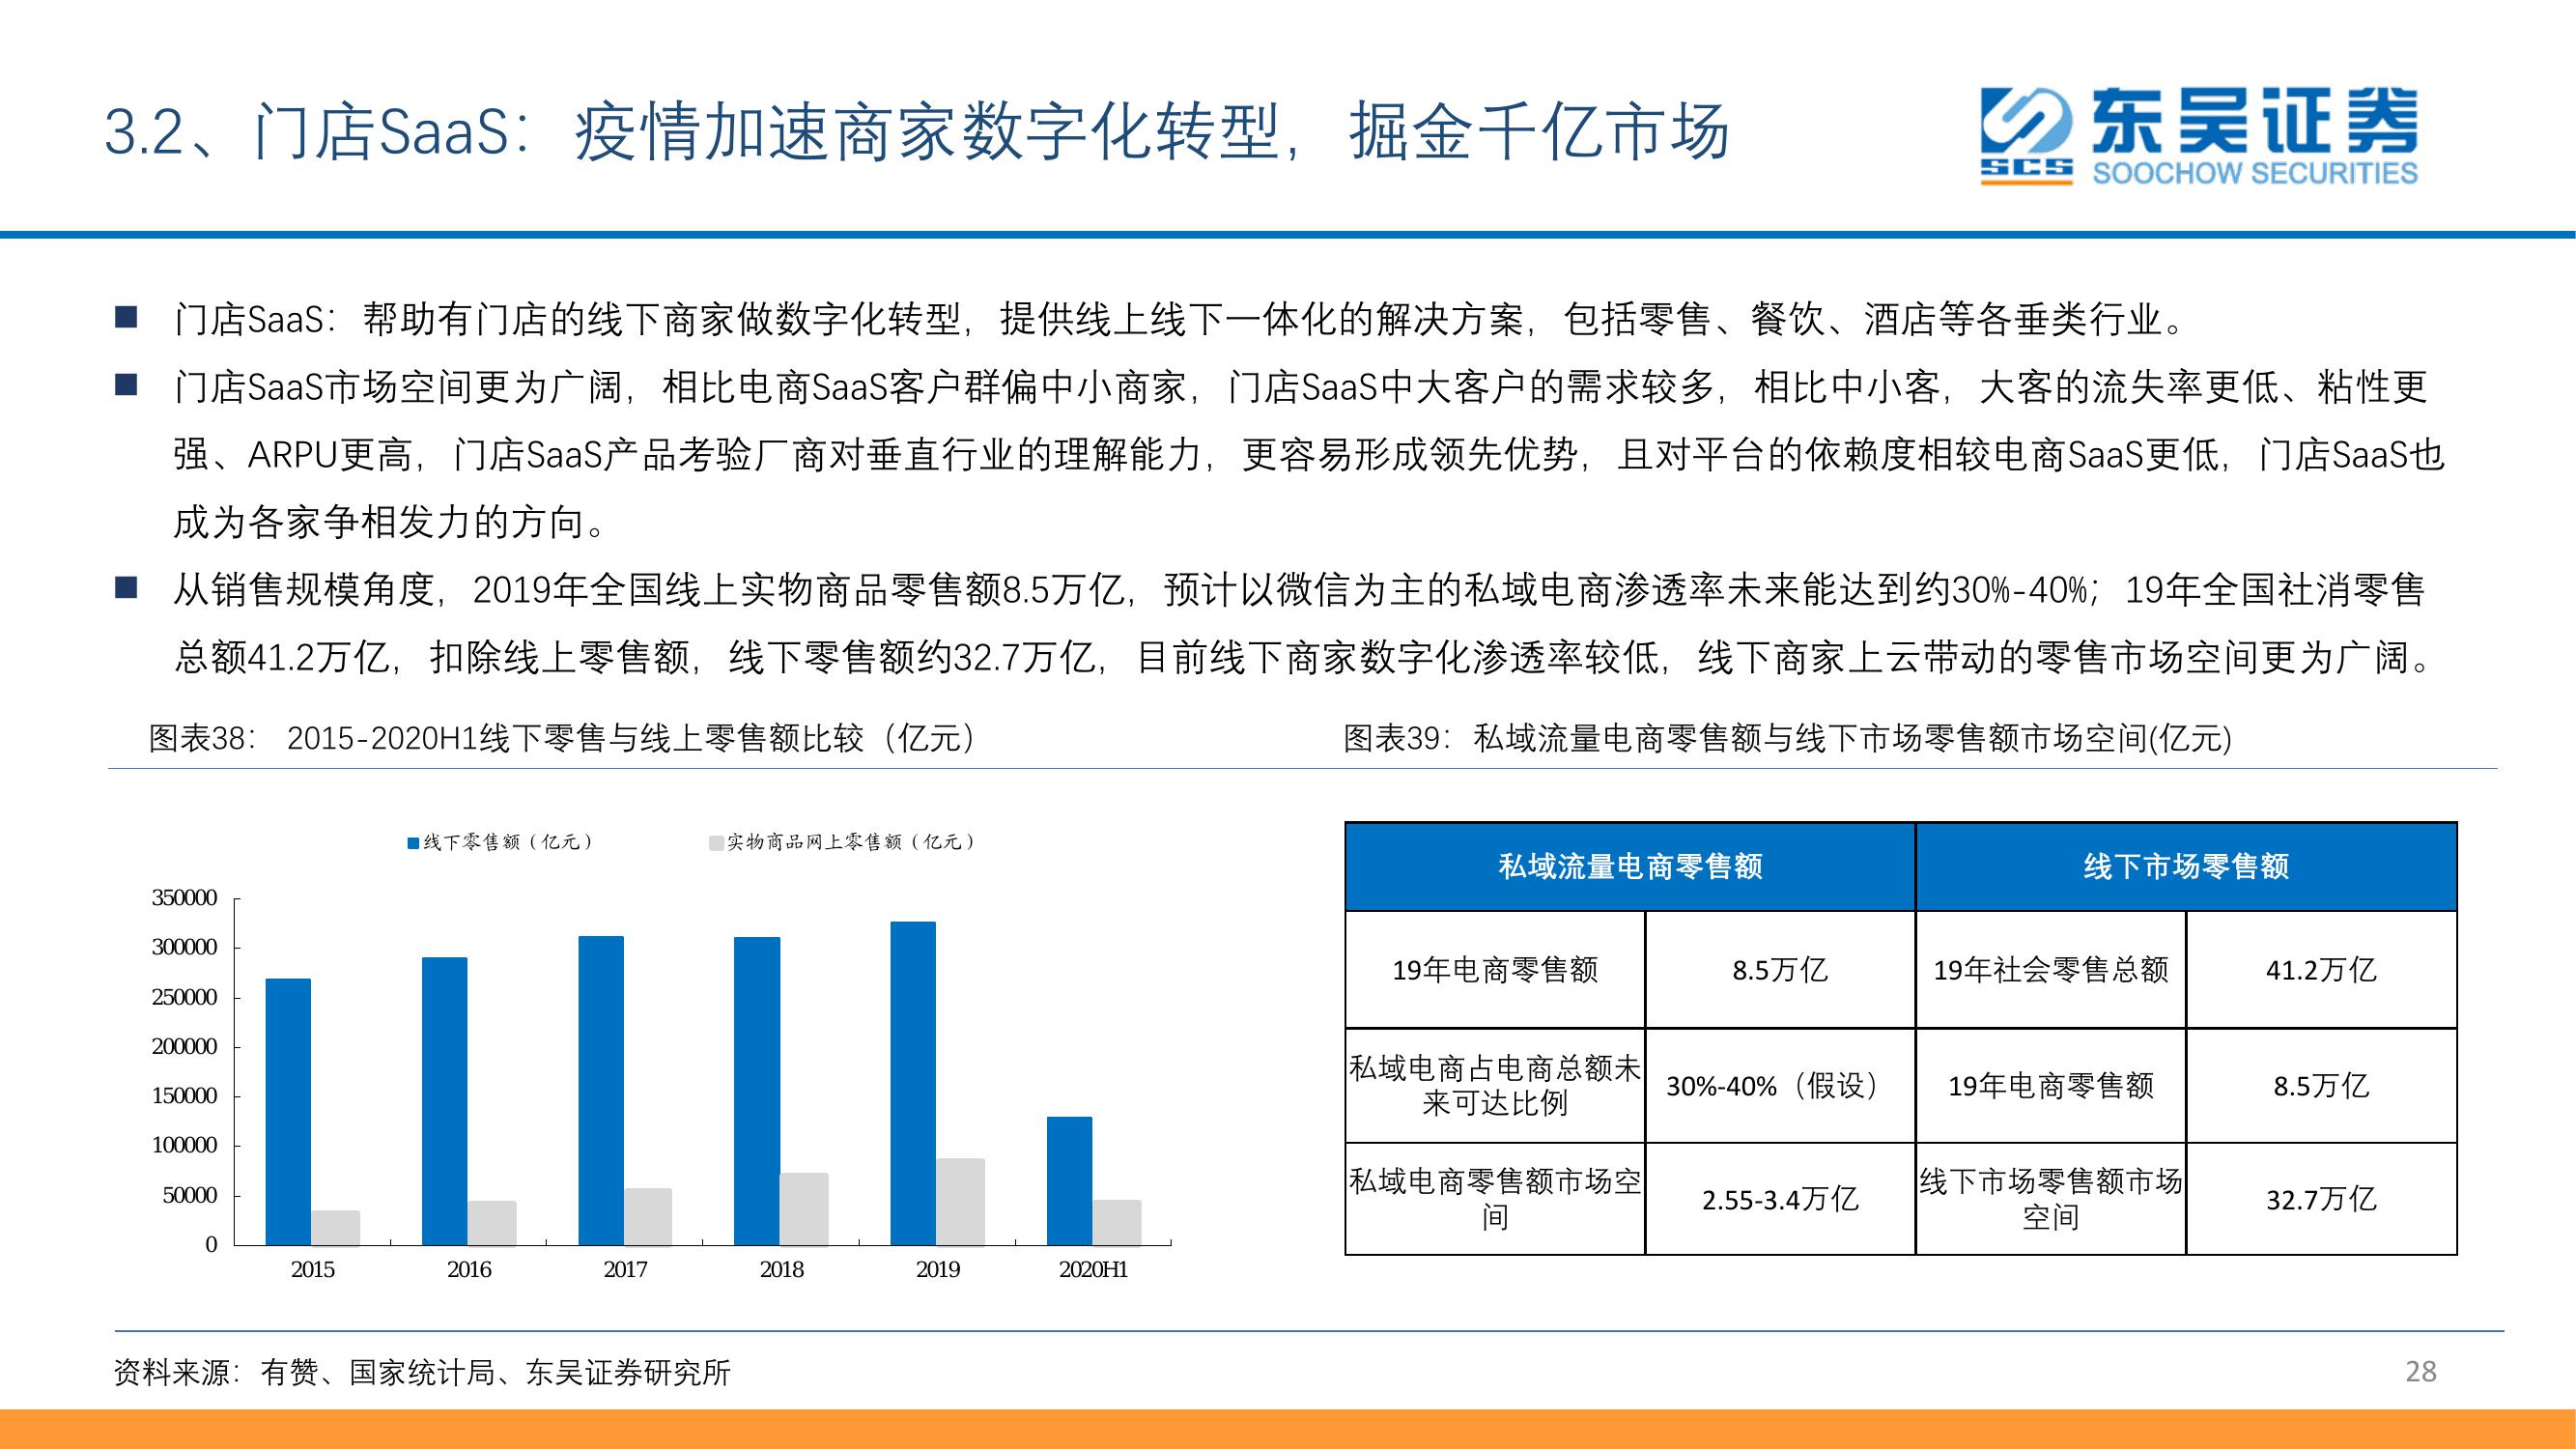 3.2、门店SaaS：疫情加速商家数字化转型，掘金千亿市场
东吴证券
SCS
SOOCHOW SECURITIES
门店SaaS：帮助有门店的线下商家做数字化转型，提供线上线下一体化的解决方案，包括零售、餐饮、酒店等各垂类行业。
门店SaaS市场空间更为广阔，相比电商SaaS客户群偏中小商家，门店SaaS中大客户的需求较多，相比中小客，大客的流失率更低、粘性更
强、ARPU更高，门店SaaS产品考验厂商对垂直行业的理解能力，更容易形成领先优势，且对平台的依赖度相较电商SaaS更低，门店SaaS也
成为各家争相发力的方向。
从销售规模角度，2019年全国线上实物商品零售额8.5万亿，预计以微信为主的私域电商渗透率未来能达到约30%-40%；19年全国社消零售
总额41.2万亿，扣除线上零售额，线下零售额约32.7万亿，目前线下商家数字化渗透率较低，线下商家上云带动的零售市场空间更为广阔。
图表38： 2015-2020H1线下零售与线上零售额比较（亿元）
线下零售额（亿元） 实物商品网上零售额（亿元）
350000
300000
250000
200000
150000
100000
50000
0
2015 2016 2017 2018 2019 2020H1
图表39：私域流量电商零售额与线下市场零售额市场空间(亿元)
私域流量电商零售额 线下市场零售额
19年电商零售额 8.5万亿 19年社会零售总额 41.2万亿
私域电商占电商总额未
来可达比例 30%-40%（假设） 19年电商零售额 8.5万亿
私域电商零售额市场空
间 2.55-3.4万亿 线下市场零售额市场
空间 32.7万亿
资料来源：有赞、国家统计局、东吴证券研究所
28